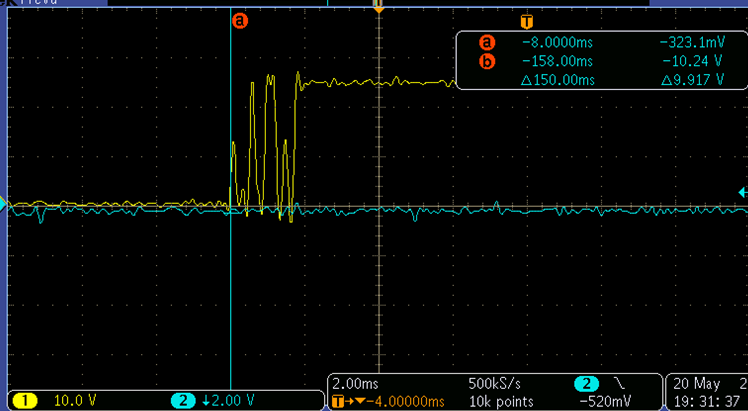 a
T
a −8.0000ms −323.1mV
b −158.00ms −10.24 V
△150.00ms △9.917 V
1 10.0 V 2 ↓2.00 V
2.00ms 500kS/s 2 ∖
T→▼−4.00000ms 10k points −520mV
20 May 2
19:31:37